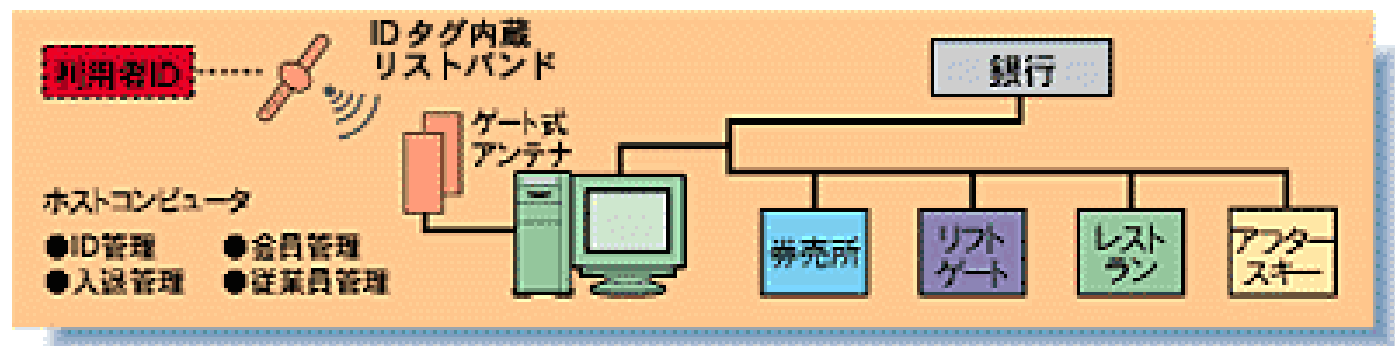 利用者ID
IDタグ内蔵
リストバンド
ゲート式
アンテナ
銀行
ホストコンピュータ
●ID管理 ●会員管理
●入退管理 ●従業員管理
券売所
リフト
ゲート
レスト
ラン
アフター
スキー